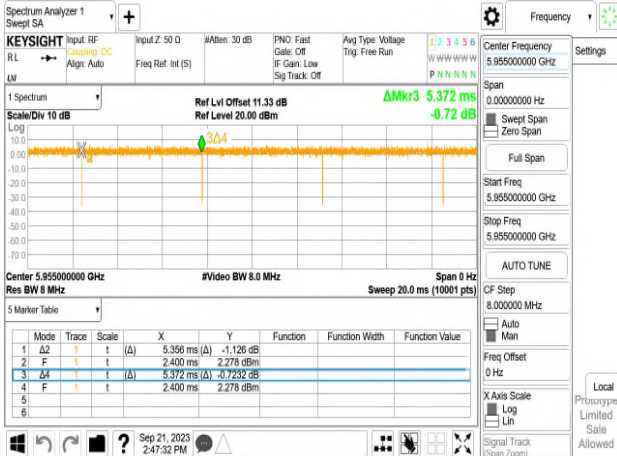 Spectrum Analyzer 1
Swept SA
KEYSIGHT
RL
Input: RF
Coupling: DC
Align: Auto
Input Z: 50 Ω
Freq Ref: Int (S)
#Atten: 30 dB
PNO: Fast
Gate: Off
IF Gain: Low
Sig Track: Off
Avg Type: Voltage
Trig: Free Run
1 2 3 4 5 6
W W W W W W
P N N N N N
1 Spectrum
Scale/Div 10 dB
Ref Lvl Offset 11.33 dB
Ref Level 20.00 dBm
ΔMkr3 5.372 ms
-0.72 dB
Log
10.0
0.00
-10.0
-20.0
-30.0
-40.0
-50.0
-60.0
-70.0
3Δ4
Center 5.955000000 GHz
Res BW 8 MHz
#Video BW 8.0 MHz
Span 0 Hz
Sweep 20.0 ms (10001 pts)
5 Marker Table
Mode Trace Scale X Y Function Function Width Function Value
1 Δ2 1 t (Δ) 5.356 ms (Δ) -1.126 dB
2 F 1 t 2.400 ms 2.278 dBm
3 Δ4 1 t (Δ) 5.372 ms (Δ) -0.7232 dB
4 F 1 t 2.400 ms 2.278 dBm
5
6
?
Sep 21, 2023
2:47:32 PM
Frequency
Settings
Center Frequency
5.955000000 GHz
Span
0.00000000 Hz
Swept Span
Zero Span
Full Span
Start Freq
5.955000000 GHz
Stop Freq
5.955000000 GHz
AUTO TUNE
CF Step
8.000000 MHz
Auto
Man
Freq Offset
0 Hz
X Axis Scale
Log
Lin
Signal Track
(Span Zoom)
Local
Prototype
Limited
Sale
Allowed